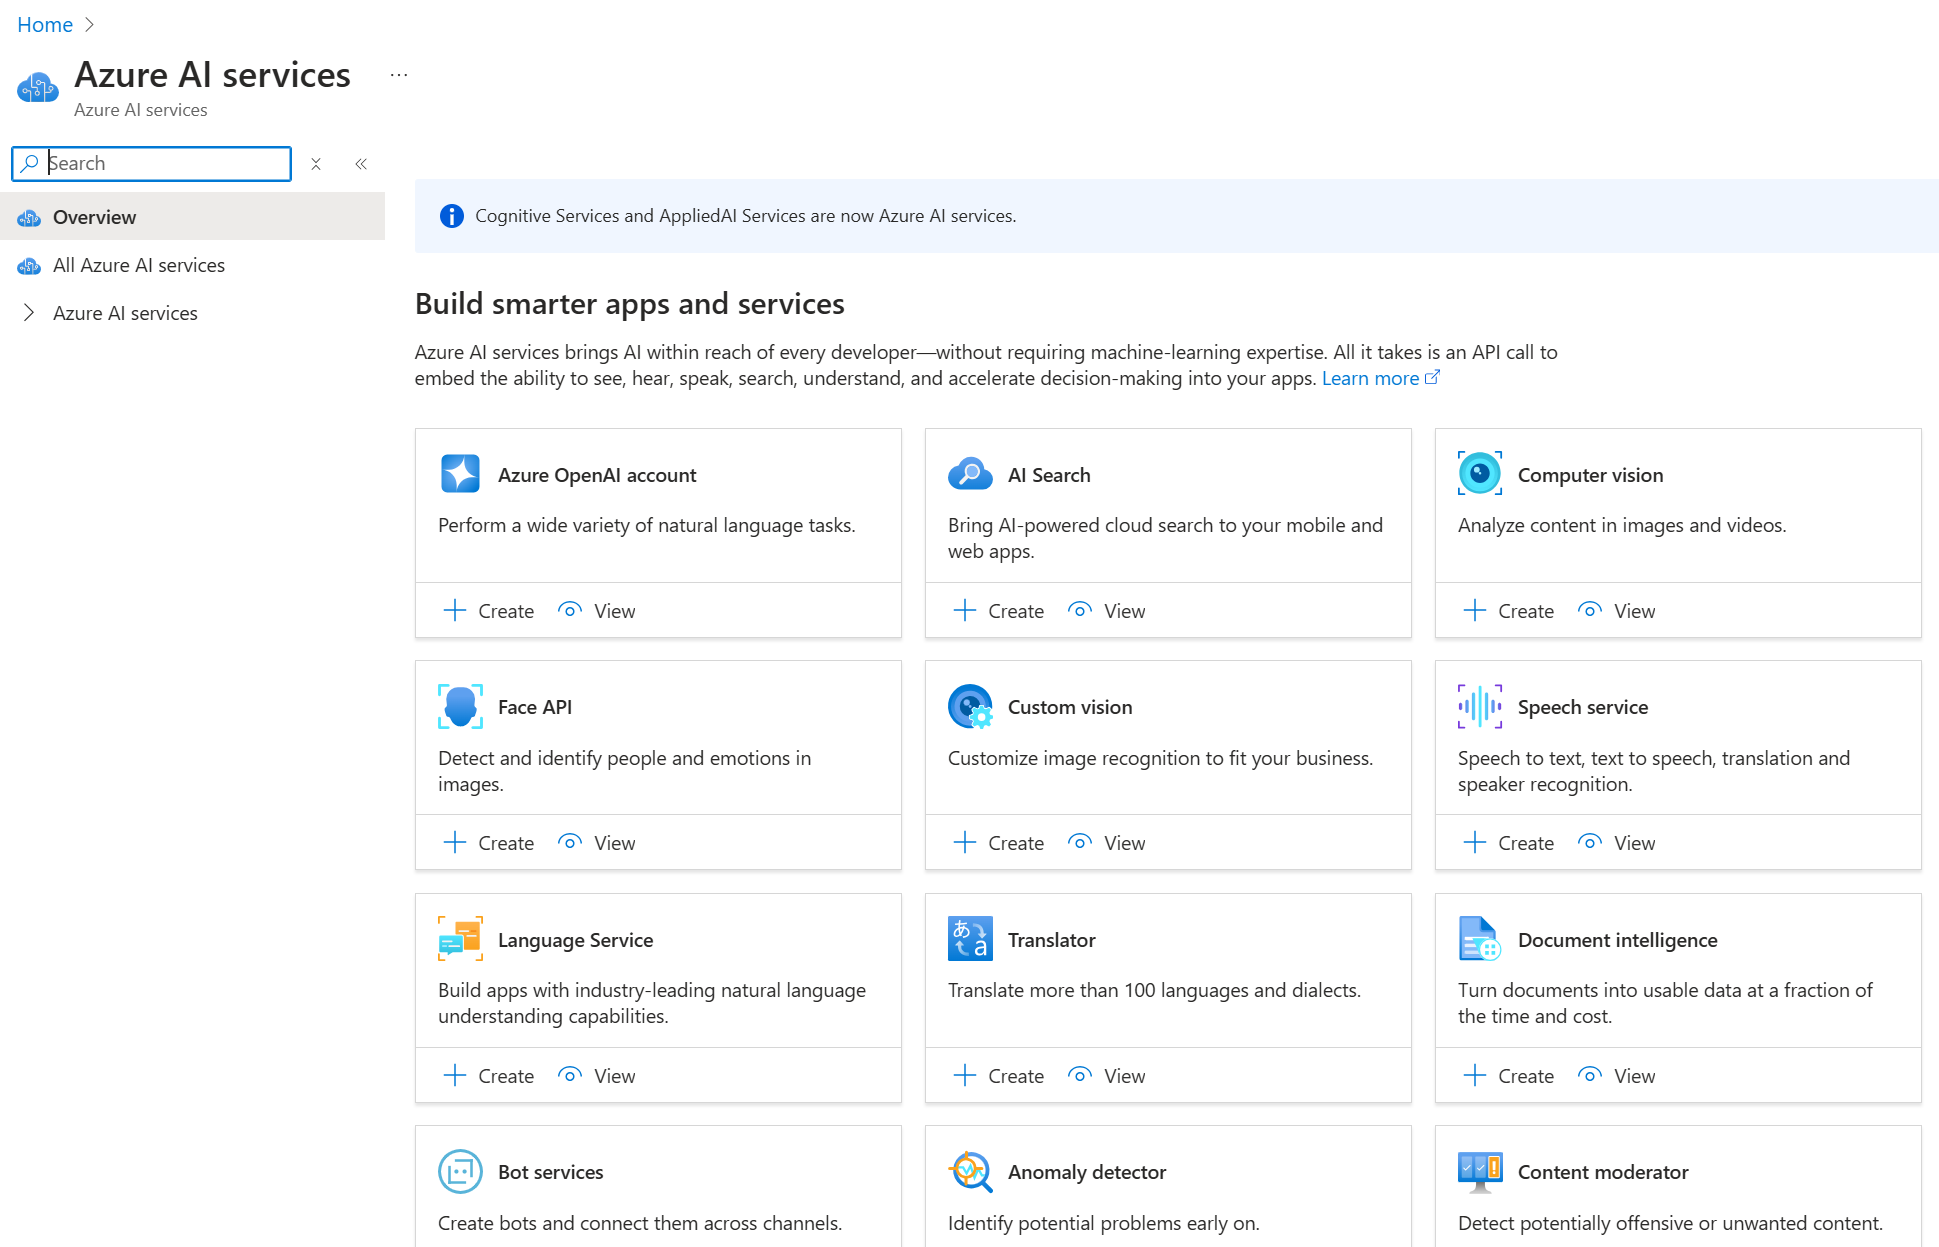 Home
Azure AI services
...
Azure AI services
Search
Overview
All Azure AI services
Azure AI services
Cognitive Services and AppliedAI Services are now Azure AI services.
Build smarter apps and services
Azure AI services brings AI within reach of every developer—without requiring machine-learning expertise. All it takes is an API call to
embed the ability to see, hear, speak, search, understand, and accelerate decision-making into your apps. Learn more
Azure OpenAI account
Perform a wide variety of natural language tasks.
Create View
AI Search
Bring AI-powered cloud search to your mobile and
web apps.
Create View
Computer vision
Analyze content in images and videos.
Create View
Face API
Detect and identify people and emotions in
images.
Create View
Custom vision
Customize image recognition to fit your business.
Create View
Speech service
Speech to text, text to speech, translation and
speaker recognition.
Create View
Language Service
Build apps with industry-leading natural language
understanding capabilities.
Create View
あ a
Translator
Translate more than 100 languages and dialects.
Create View
Document intelligence
Turn documents into usable data at a fraction of
the time and cost.
Create View
Bot services
Create bots and connect them across channels.
Anomaly detector
Identify potential problems early on.
Content moderator
Detect potentially offensive or unwanted content.